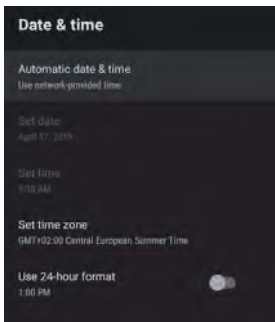 Date & time
Automatic date & time
Use network-provided time
Set date
April 17, 2019
Set time
AM
Set time zone
GMT+02:00 Central European Summer Time
Use 24-hour format
1:00 PM